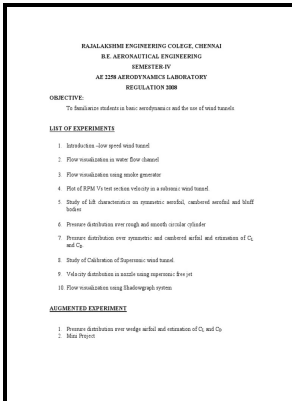 RAJALAKSHMI ENGINEERING COLEGE, CHENNAI
B.E. AERONAUTICAL ENGINEERING
SEMESTER-IV
AE 2258 AERODYNAMICS LABORATORY
REGULATION 2008
OBJECTIVE:
To familiarize students in basic aerodynamics and the use of wind tunnels
LIST OF EXPERIMENTS
1. Introduction –low speed wind tunnel
2. Flow visualization in water flow channel
3. Flow visualization using smoke generator
4. Plot of RPM Vs test section velocity in a subsonic wind tunnel.
5. Study of lift characteristics on symmetric aerofoil, cambered aerofoil and bluff
bodies
6. Pressure distribution over rough and smooth circular cylinder
7. Pressure distribution over symmetric and cambered airfoil and estimation of CL
and CD.
8. Study of Calibration of Supersonic wind tunnel
9. Velocity distribution in nozzle using supersonic free jet
10. Flow visualization using Shadowgraph system
AUGMENTED EXPERIMENT
1. Pressure distribution over wedge airfoil and estimation of CL and CD
2. Mini Project